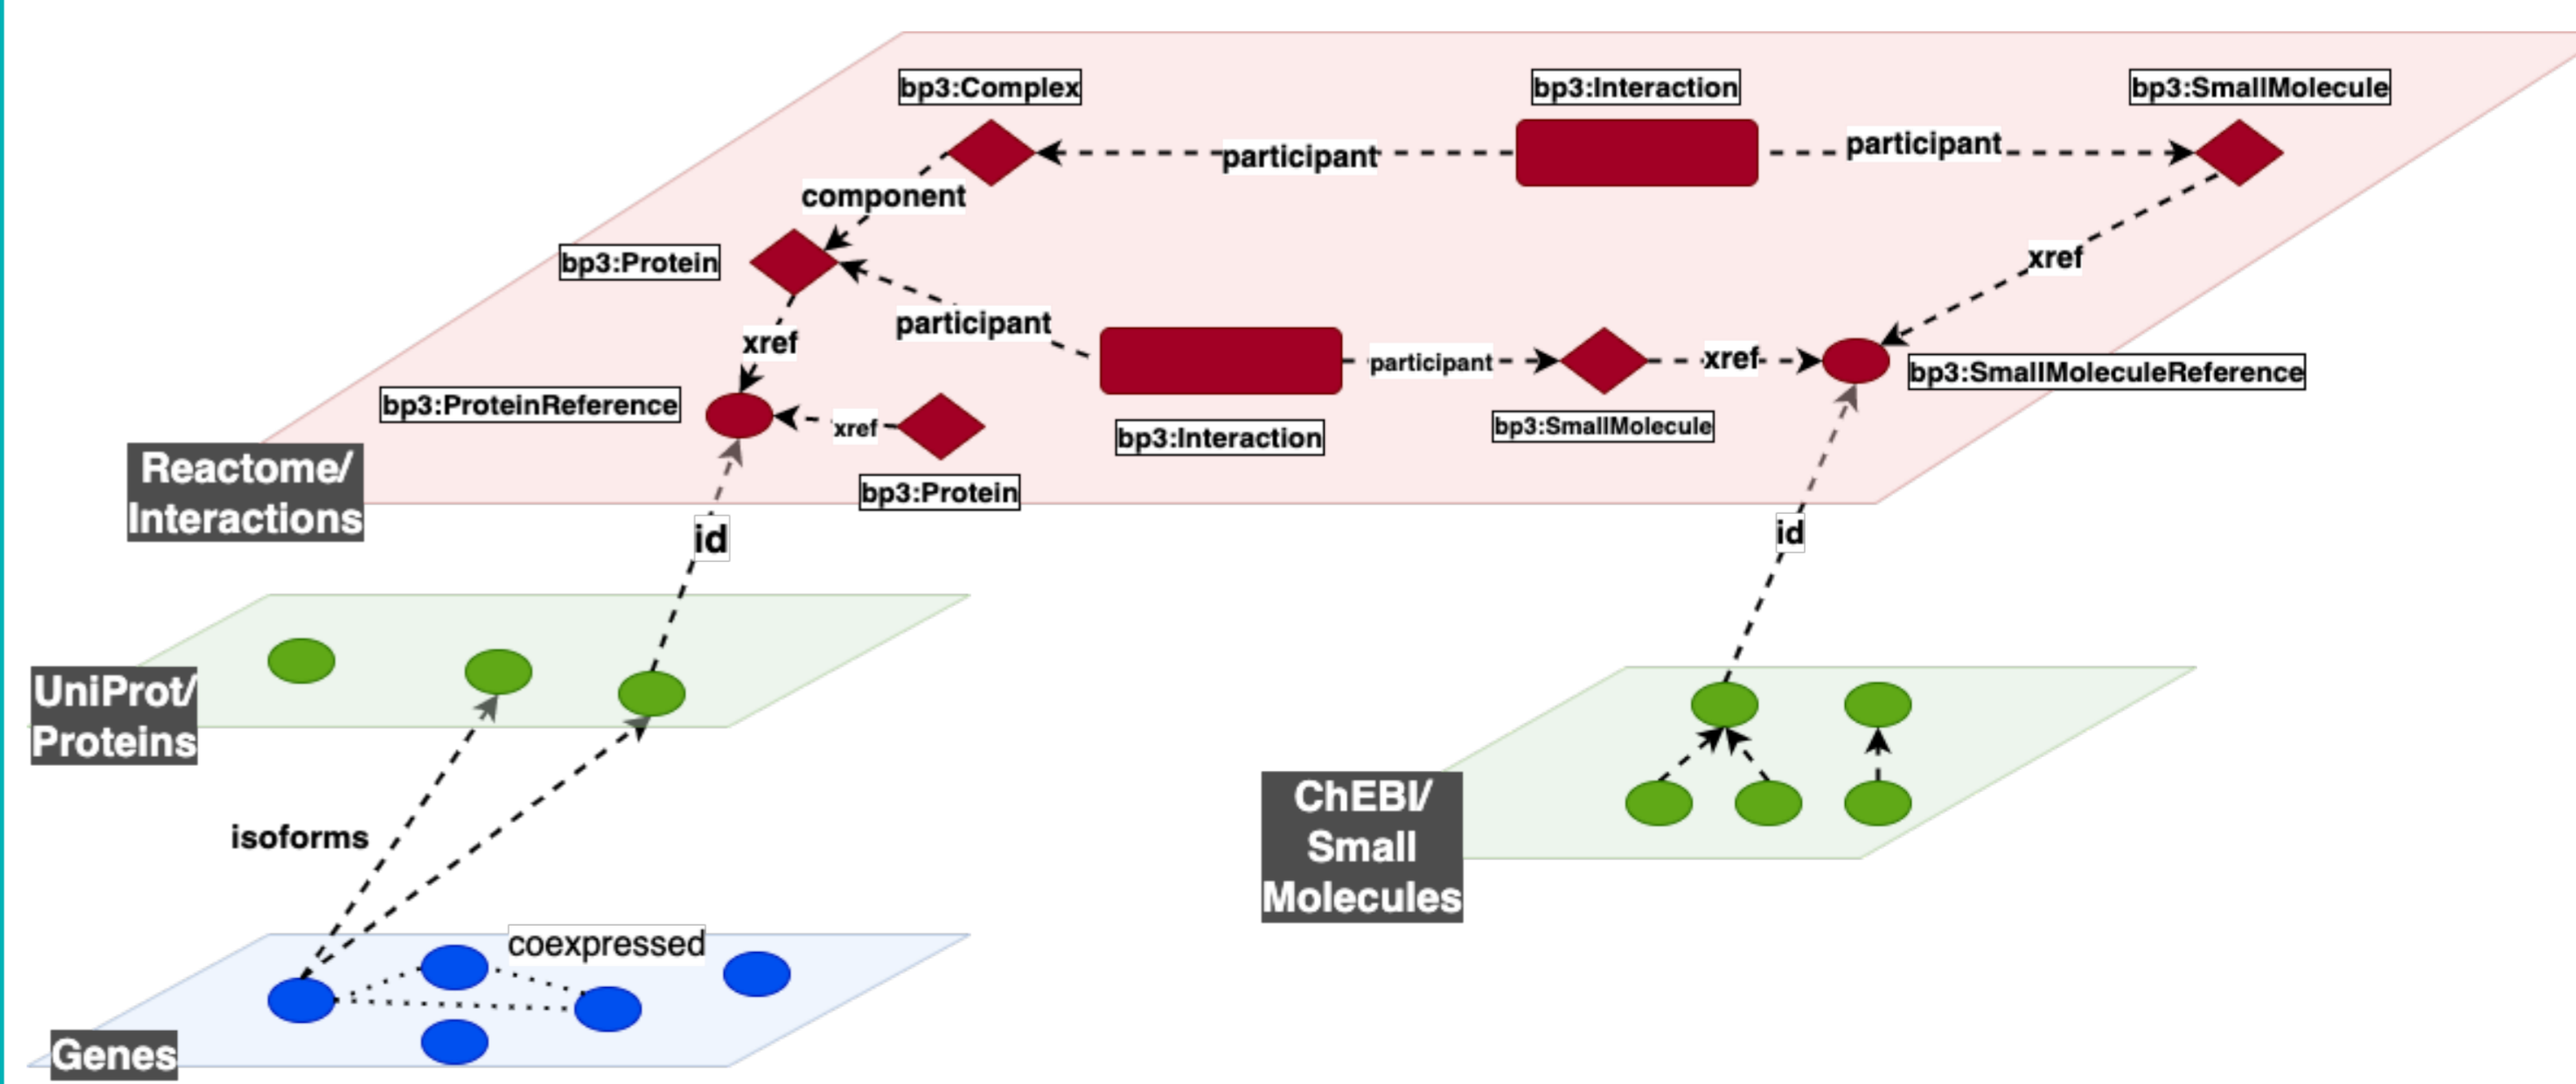 bp3:Complex
bp3:Interaction
bp3:SmallMolecule
participant
participant
component
bp3:Protein
xref
participant
xref
participant
xref
bp3:SmallMoleculeReference
bp3:ProteinReference
xref
bp3:Interaction
bp3:SmallMolecule
Reactome/
Interactions
bp3:Protein
id
id
UniProt/
Proteins
isoforms
ChEBI/
Small
Molecules
coexpressed
Genes